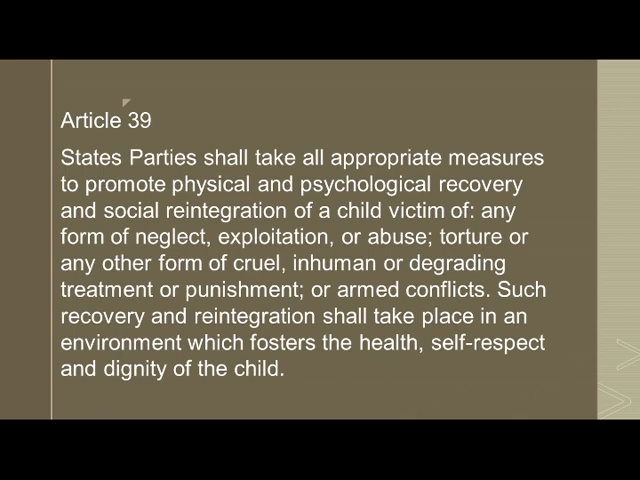 Article 39
States Parties shall take all appropriate measures
to promote physical and psychological recovery
and social reintegration of a child victim of: any
form of neglect, exploitation, or abuse; torture or
any other form of cruel, inhuman or degrading
treatment or punishment; or armed conflicts. Such
recovery and reintegration shall take place in an
environment which fosters the health, self-respect
and dignity of the child.